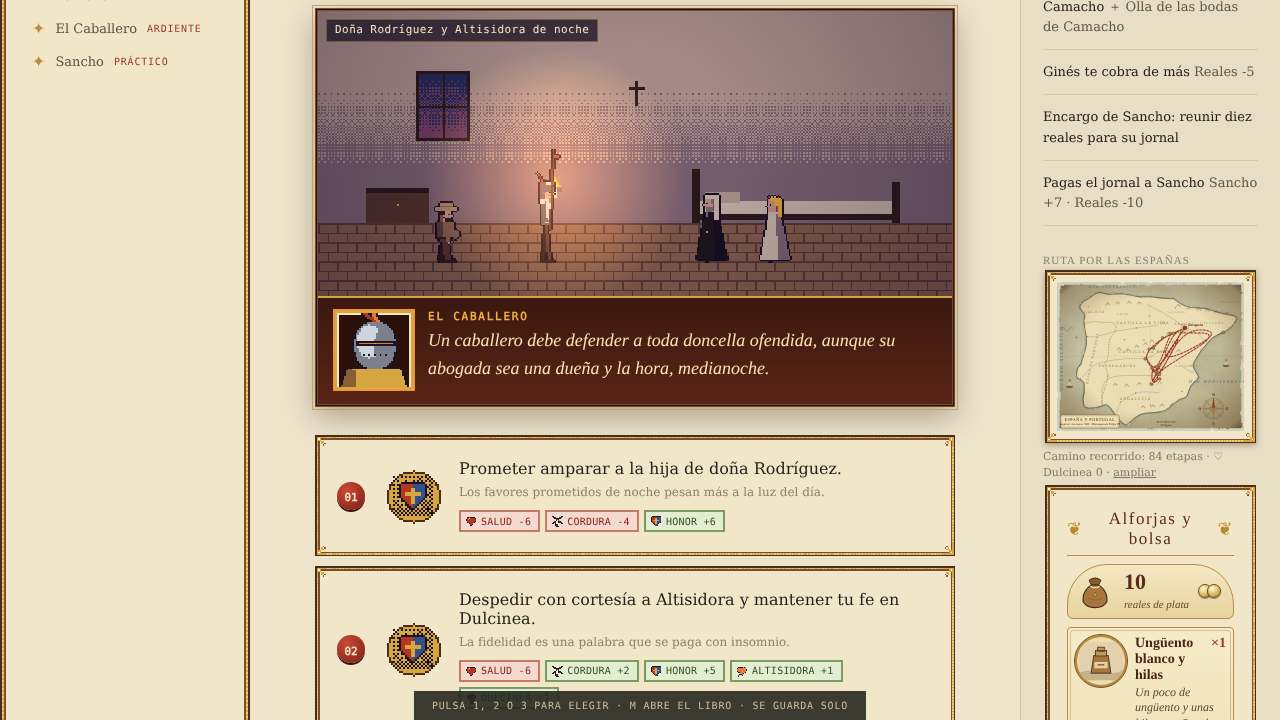 El Caballero ARDIENTE
Sancho PRÁCTICO
Doña Rodríguez y Altisidora de noche
EL CABALLERO
Un caballero debe defender a toda doncella ofendida, aunque su
abogada sea una dueña y la hora, medianoche.
01
Prometer amparar a la hija de doña Rodríguez.
Los favores prometidos de noche pesan más a la luz del día.
SALUD -6 CORDURA -4 HONOR +6
02
Despedir con cortesía a Altisidora y mantener tu fe en
Dulcinea.
La fidelidad es una palabra que se paga con insomnio.
SALUD -6 CORDURA +2 HONOR +5 ALTISIDORA +1
PULSA 1, 2 O 3 PARA ELEGIR · M ABRE EL LIBRO · SE GUARDA SOLO
Camacho + Olla de las bodas
de Camacho
Ginés te cobra de más Reales -5
Encargo de Sancho: reunir diez
reales para su jornal
Pagas el jornal a Sancho Sancho
+7 · Reales -10
RUTA POR LAS ESPAÑAS
ESPAÑA Y PORTUGAL
Camino recorrido: 84 etapas · ♡
Dulcinea 0 · ampliar
Alforjas y
bolsa
10
reales de plata
Ungüento ×1
blanco y
hilas
Un poco de
ungüento y unas